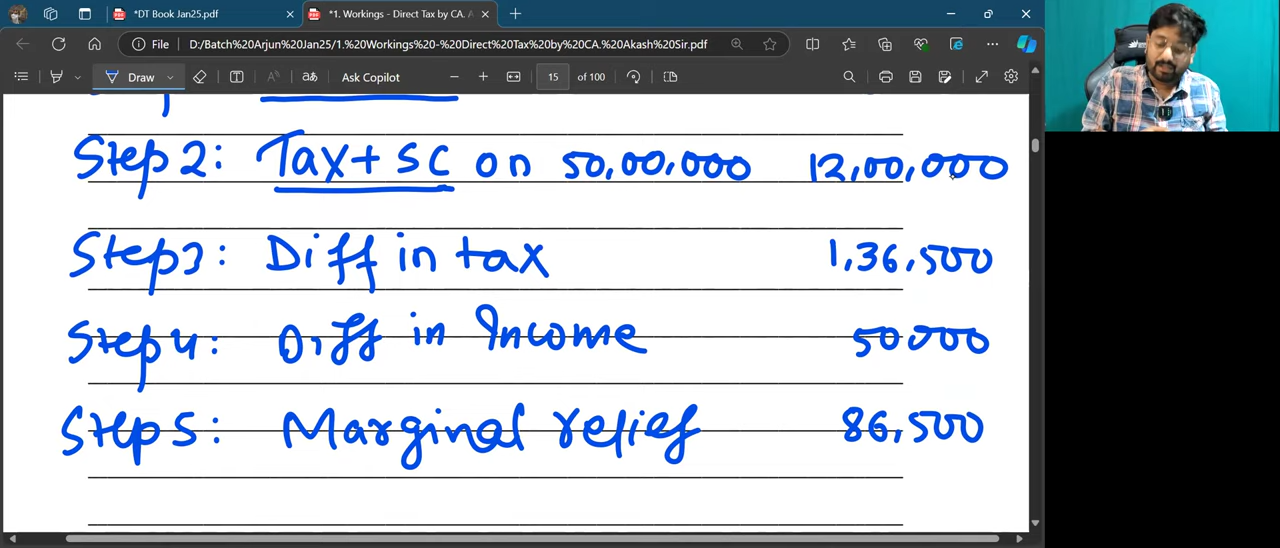 *DT Book Jan25.pdf
*1. Workings - Direct Tax by CA. A
File
D:/Batch%20Arjun%20Jan25/1.%20Workings%20-%20Direct%20Tax%20by%20CA.%20Akash%20Sir.pdf
Draw
Ask Copilot
15 of 100
Step 2: Tax + SC on 50,00,000 12,00,000
Step 3: Diff in tax 1,36,500
Step 4: Diff in Income 50000
Step 5: Marginal relief 86,500